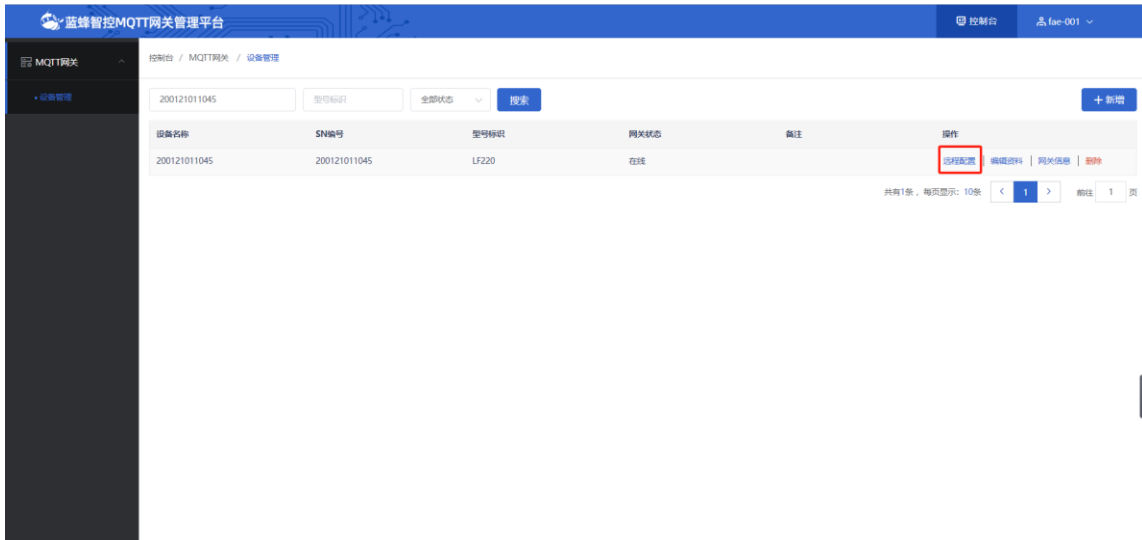 蓝蜂智控MQTT网关管理平台
控制台
fae-001
MQTT网关
控制台 / MQTT网关 / 设备管理
• 设备管理
200121011045 型号标识 全部状态 搜索 + 新增
设备名称 SN编号 型号标识 网关状态 备注 操作
200121011045 200121011045 LF220 在线 远程配置 | 编辑资料 | 网关信息 | 删除
共有1条，每页显示: 10条 < 1 > 前往 1 页